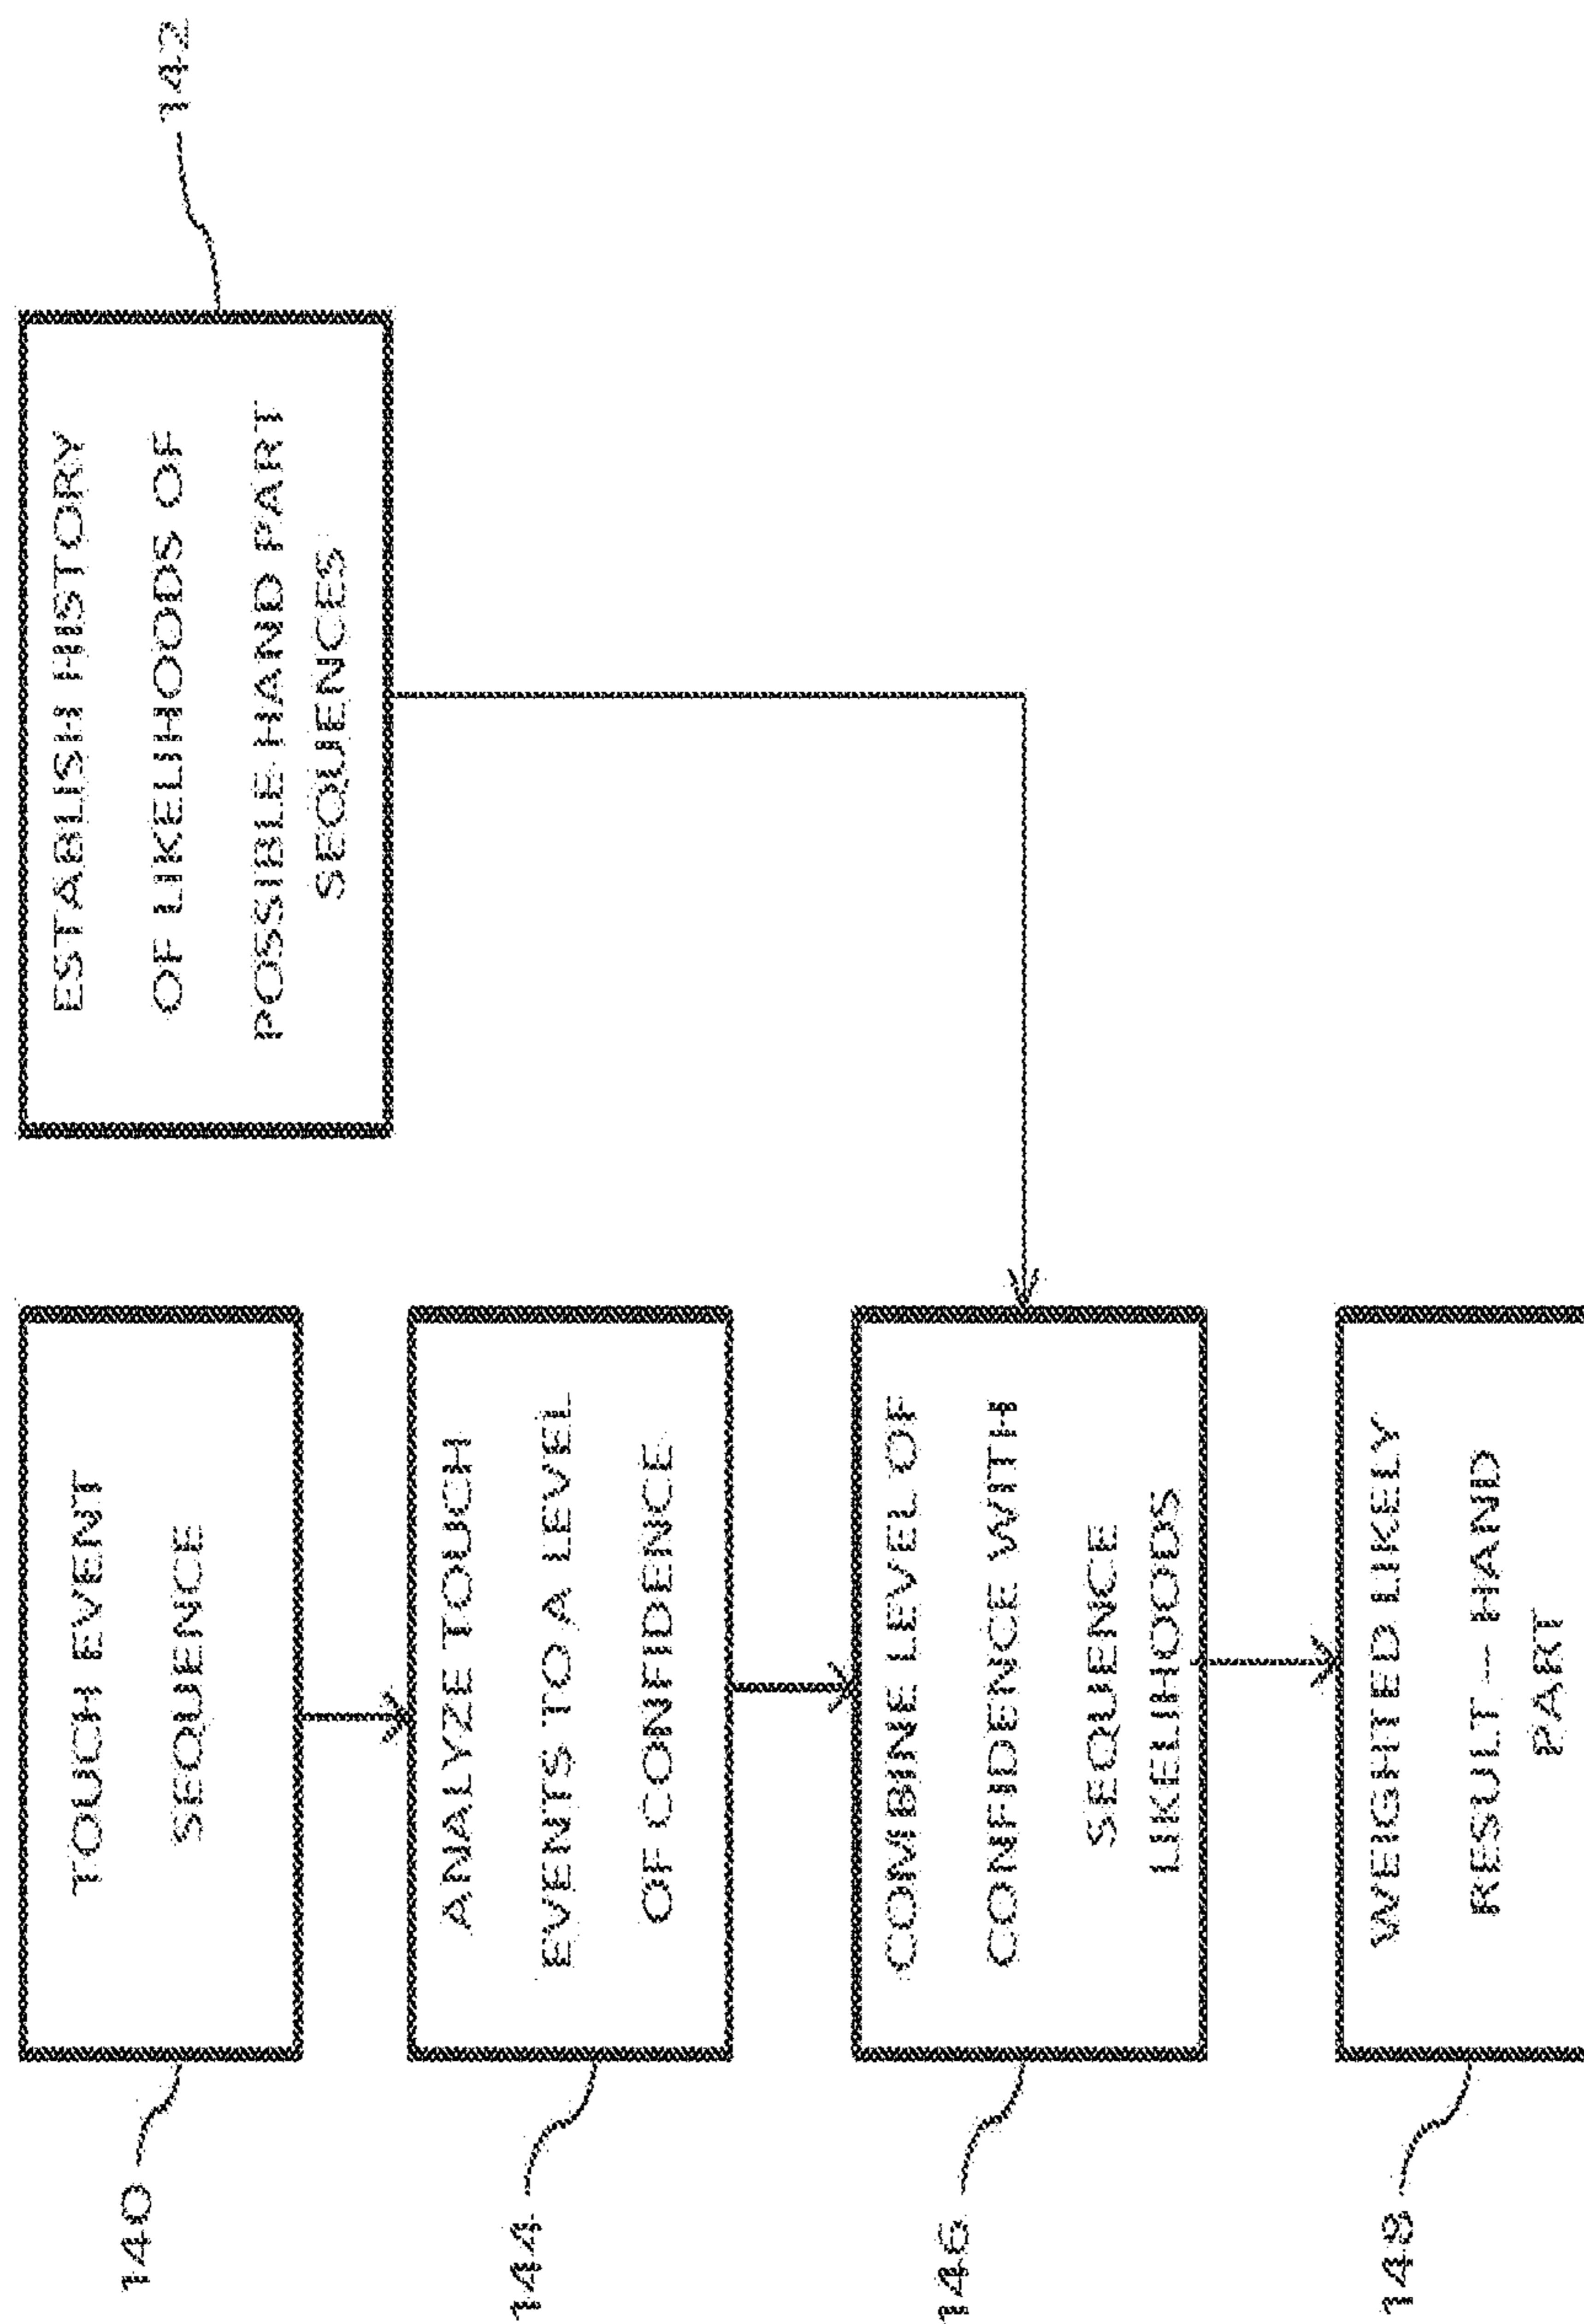 140
TOUCH EVENT
SEQUENCE
142
ESTABLISH HISTORY
OF LIKELIHOODS OF
POSSIBLE HAND PART
SEQUENCES
144
ANALYZE TOUCH
EVENTS TO A LEVEL
OF CONFIDENCE
146
COMBINE LEVEL OF
CONFIDENCE WITH
SEQUENCE
LIKELIHOODS
148
WEIGHTED LIKELY
RESULT -- HAND
PART